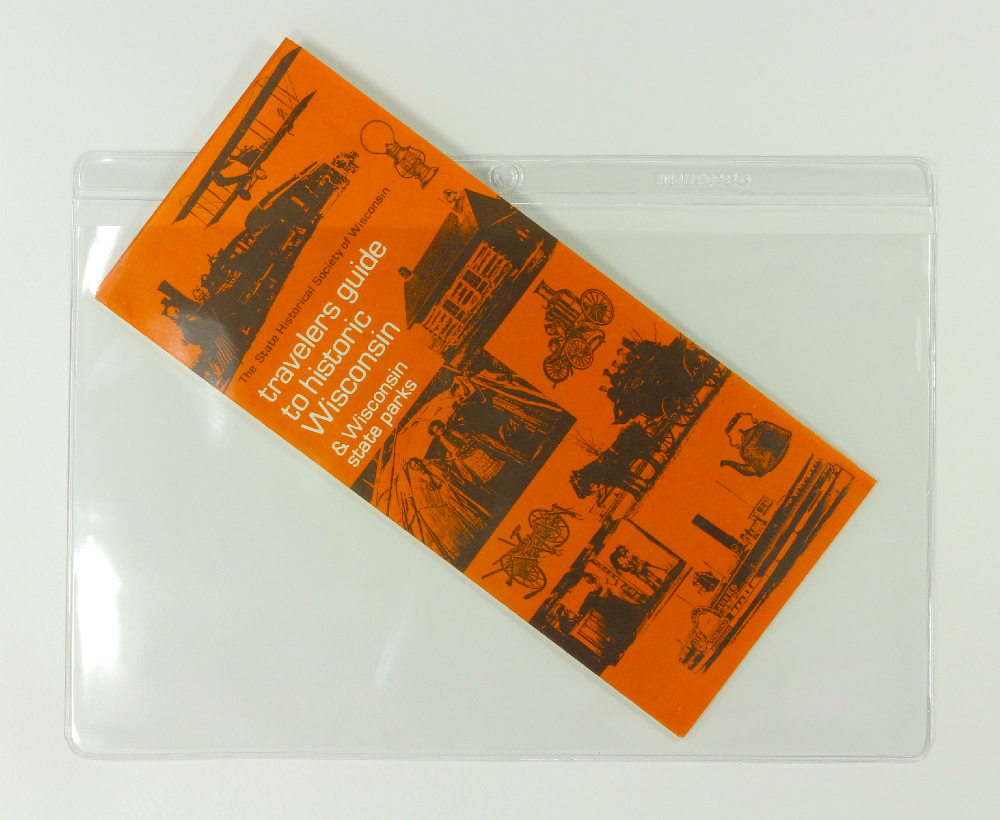 The State Historical Society of Wisconsin
travelers guide
to historic
Wisconsin
& Wisconsin
state parks